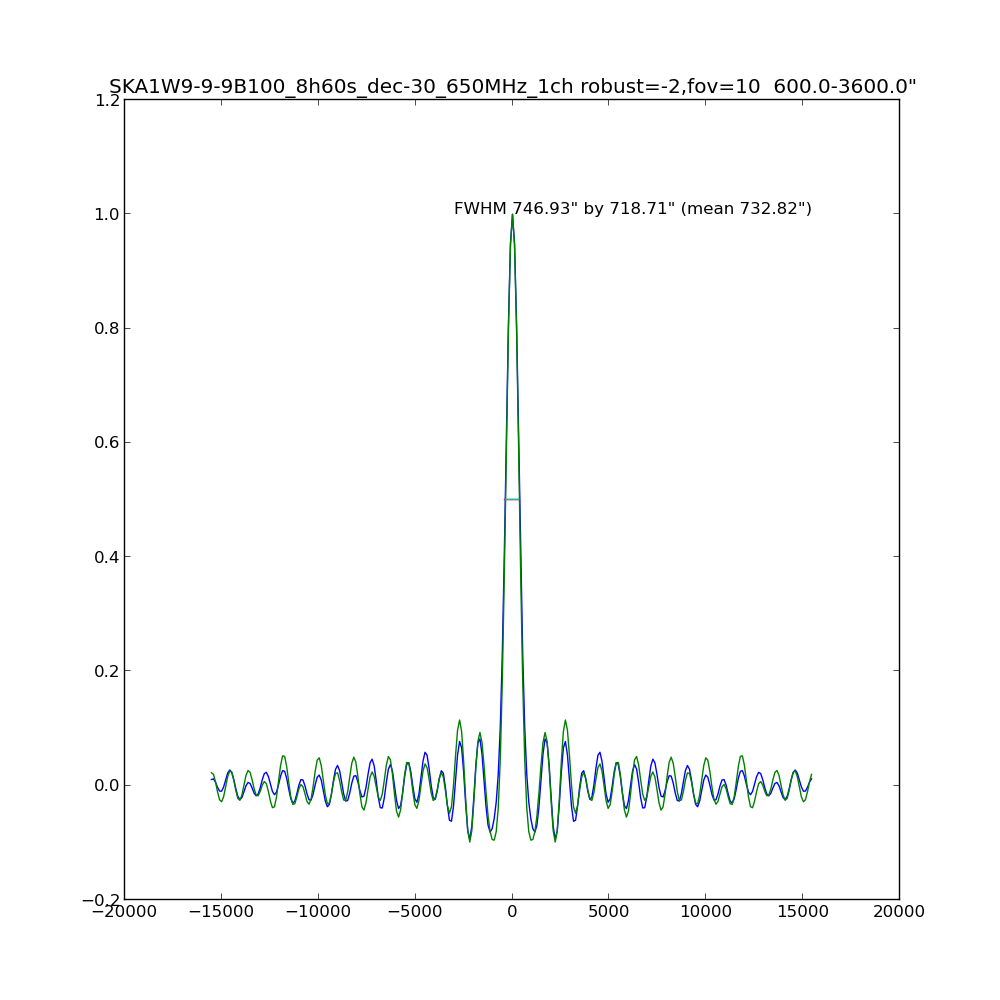 SKA1W9-9-9B100_8h60s_dec-30_650MHz_1ch robust=-2,fov=10  600.0-3600.0"
1.2
FWHM 746.93" by 718.71" (mean 732.82")
1.0
0.8
0.6
0.4
0.2
0.0
−0.2
−20000 −15000 −10000 −5000 0 5000 10000 15000 20000